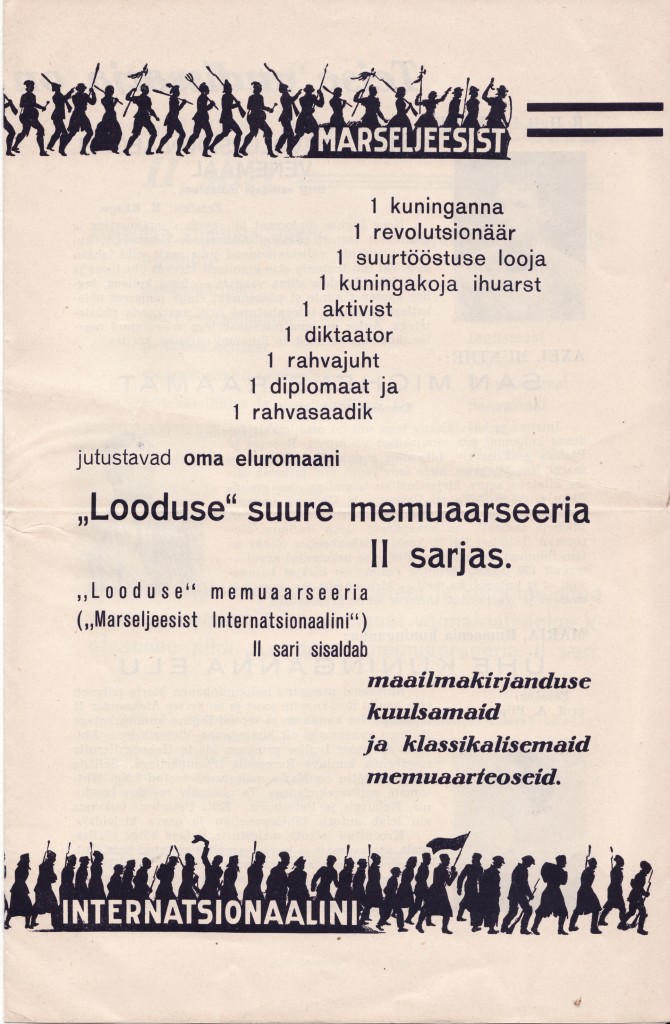 MARSELJEESIST
1 kuninganna
1 revolutsionäär
1 suurtööstuse looja
1 kuningakoja ihuarst
1 aktivist
1 diktaator
1 rahvajuht
1 diplomaat ja
1 rahvasaadik
jutustavad oma eluromaani
„Looduse“ suure memuaarseeria
II sarjas.
„Looduse“ memuaarseeria
(„Marseljeesist Internatsionaalini“)
II sari sisaldab
maailmakirjanduse
kuulsamaid
ja klassikalisemaid
memuaarteoseid.
INTERNATSIONAALINI